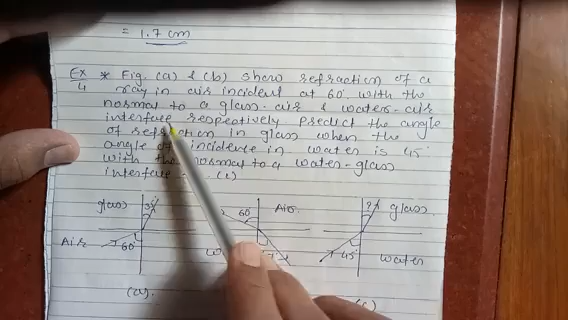 = 1.7 cm
Ex 4 * Fig. (a) & (b) show refraction of a
ray in air incident at 60° with the
normal to a glass-air & water-air
interface respectively. Predict the angle
of refraction in glass when the
angle of incidence in water is 45°
with the normal to a water-glass
interface (c)
glass 35° Air 60° (a).
60° Air
glass. 45° water (c)